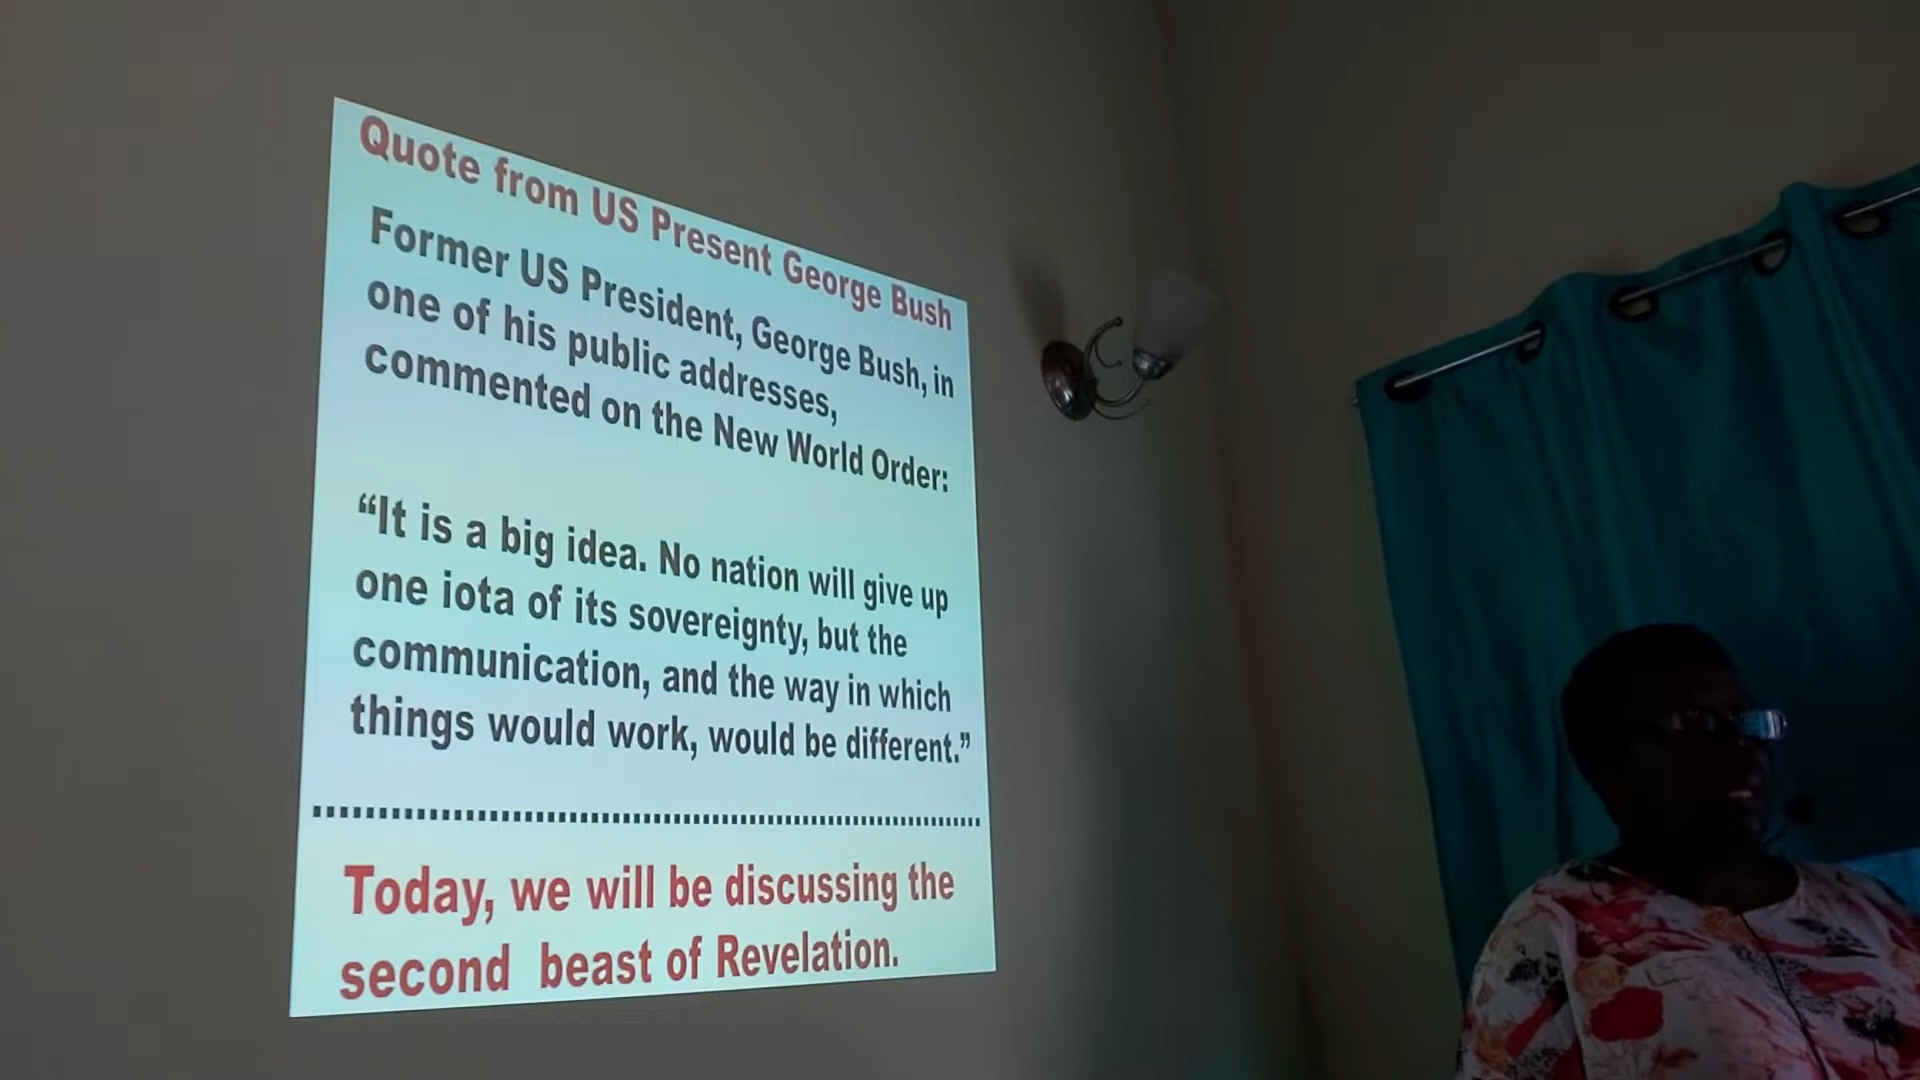 Quote from US Present George Bush
Former US President, George Bush, in
one of his public addresses,
commented on the New World Order:
“It is a big idea. No nation will give up
one iota of its sovereignty, but the
communication, and the way in which
things would work, would be different.”
Today, we will be discussing the
second beast of Revelation.